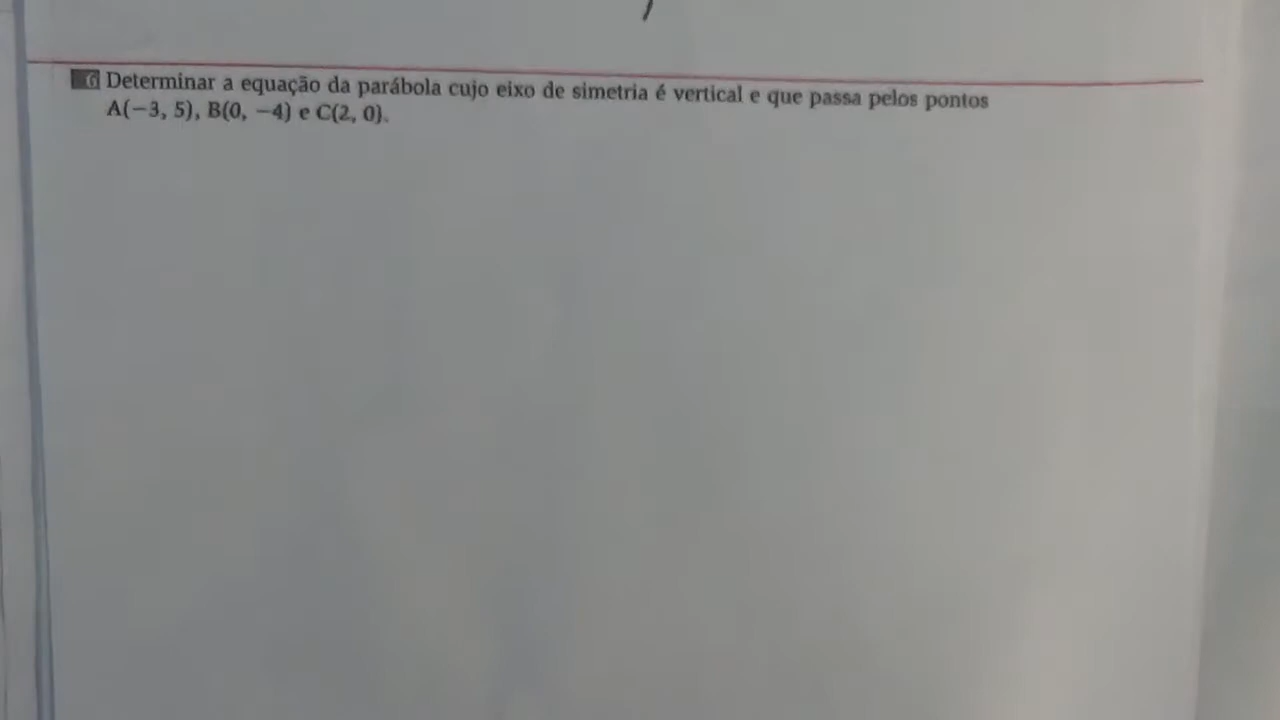 6 Determinar a equação da parábola cujo eixo de simetria é vertical e que passa pelos pontos
A(−3, 5), B(0, −4) e C(2, 0).